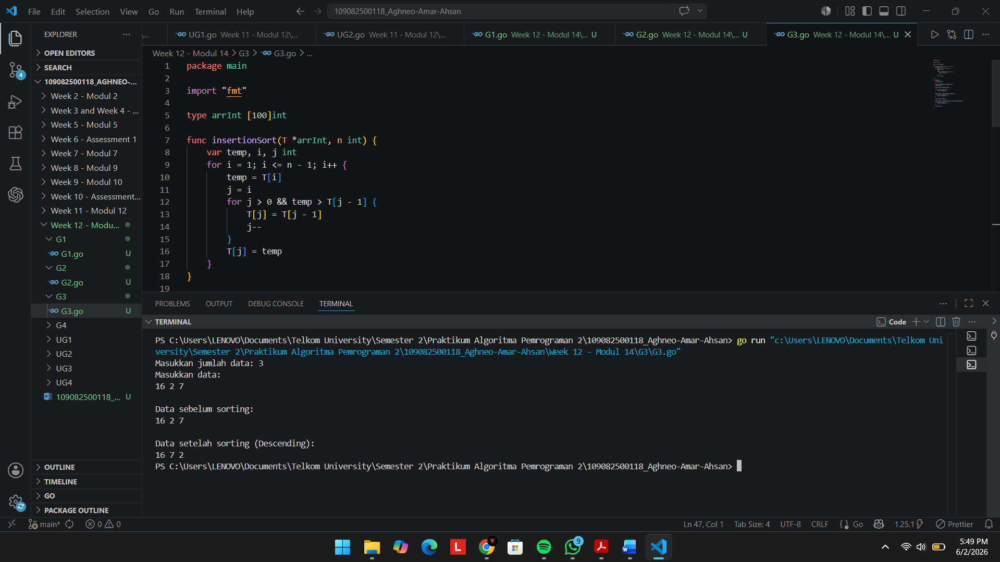 File Edit Selection View Go Run Terminal Help
109082500118_Aghneo-Amar-Ahsan
EXPLORER
OPEN EDITORS
SEARCH
109082500118_AGHNEO-...
Week 2 - Modul 2
Week 3 and Week 4 - ...
Week 5 - Modul 5
Week 6 - Assessment 1
Week 7 - Modul 7
Week 8 - Modul 9
Week 9 - Modul 10
Week 10 - Assessment...
Week 11 - Modul 12
Week 12 - Modu...
G1
G1.go U
G2
G2.go U
G3
G3.go U
G4
UG1
UG2
UG3
UG4
109082500118_... U
OUTLINE
TIMELINE
GO
PACKAGE OUTLINE
4
\...
UG1.go Week 11 - Modul 12\...
UG2.go Week 11 - Modul 12\...
G1.go Week 12 - Modul 14\... U
G2.go Week 12 - Modul 14\... U
G3.go Week 12 - Modul 14\... U
Week 12 - Modul 14 > G3 > G3.go > ...
1 package main
2
3 import "fmt"
4
5 type arrInt [100]int
6
7 func insertionSort(T *arrInt, n int) {
8 var temp, i, j int
9 for i = 1; i <= n - 1; i++ {
10 temp = T[i]
11 j = i
12 for j > 0 && temp > T[j - 1] {
13 T[j] = T[j - 1]
14 j--
15 }
16 T[j] = temp
17 }
18 }
19
PROBLEMS OUTPUT DEBUG CONSOLE TERMINAL
TERMINAL
Code
PS C:\Users\LENOVO\Documents\Telkom University\Semester 2\Praktikum Algoritma Pemrograman 2\109082500118_Aghneo-Amar-Ahsan> go run "c:\Users\LENOVO\Documents\Telkom Uni
versity\Semester 2\Praktikum Algoritma Pemrograman 2\109082500118_Aghneo-Amar-Ahsan\Week 12 - Modul 14\G3\G3.go"
Masukkan jumlah data: 3
Masukkan data:
16 2 7
Data sebelum sorting:
16 2 7
Data setelah sorting (Descending):
16 7 2
PS C:\Users\LENOVO\Documents\Telkom University\Semester 2\Praktikum Algoritma Pemrograman 2\109082500118_Aghneo-Amar-Ahsan>
main* 0 0
Ln 47, Col 1 Tab Size: 4 UTF-8 CRLF {} Go 1.25.1 Prettier
L
9
5:49 PM
6/2/2026